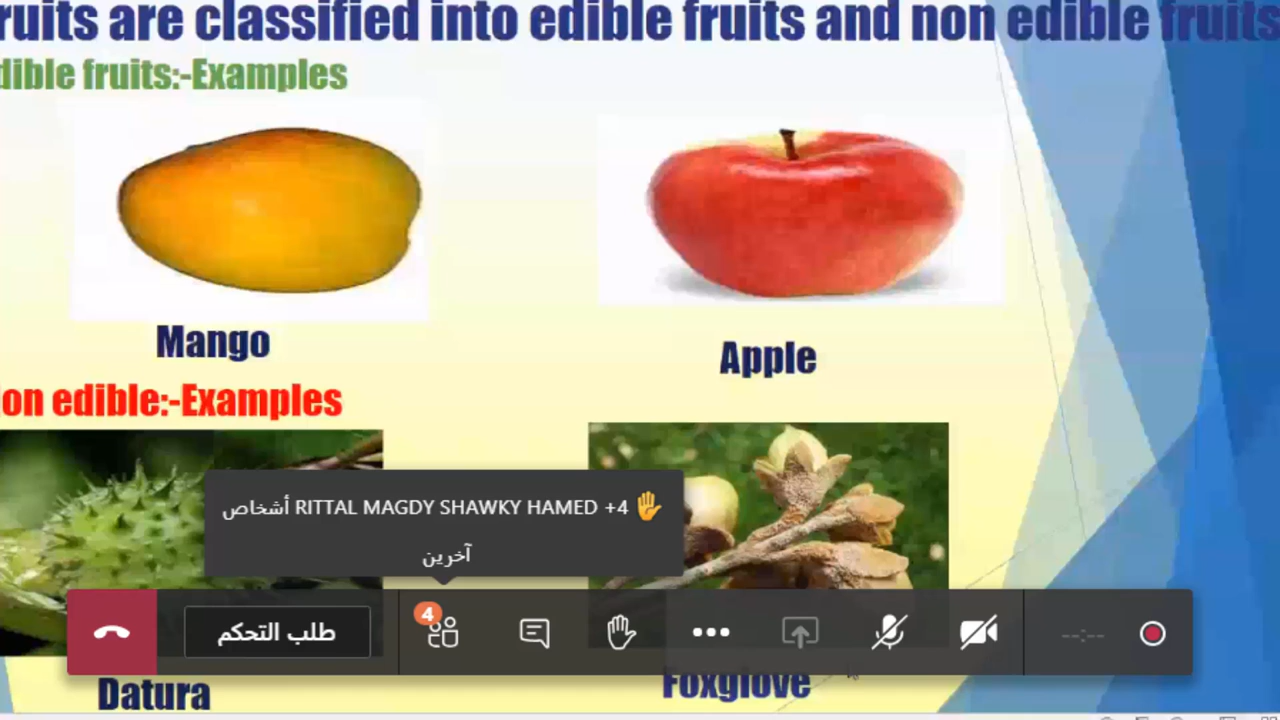 ruits are classified into edible fruits and non edible fruits
dible fruits:-Examples
Mango
Apple
on edible:-Examples
RITTAL MAGDY SHAWKY HAMED +4 أشخاص
آخرين
4
طلب التحكم
--:--
Datura
Foxglove